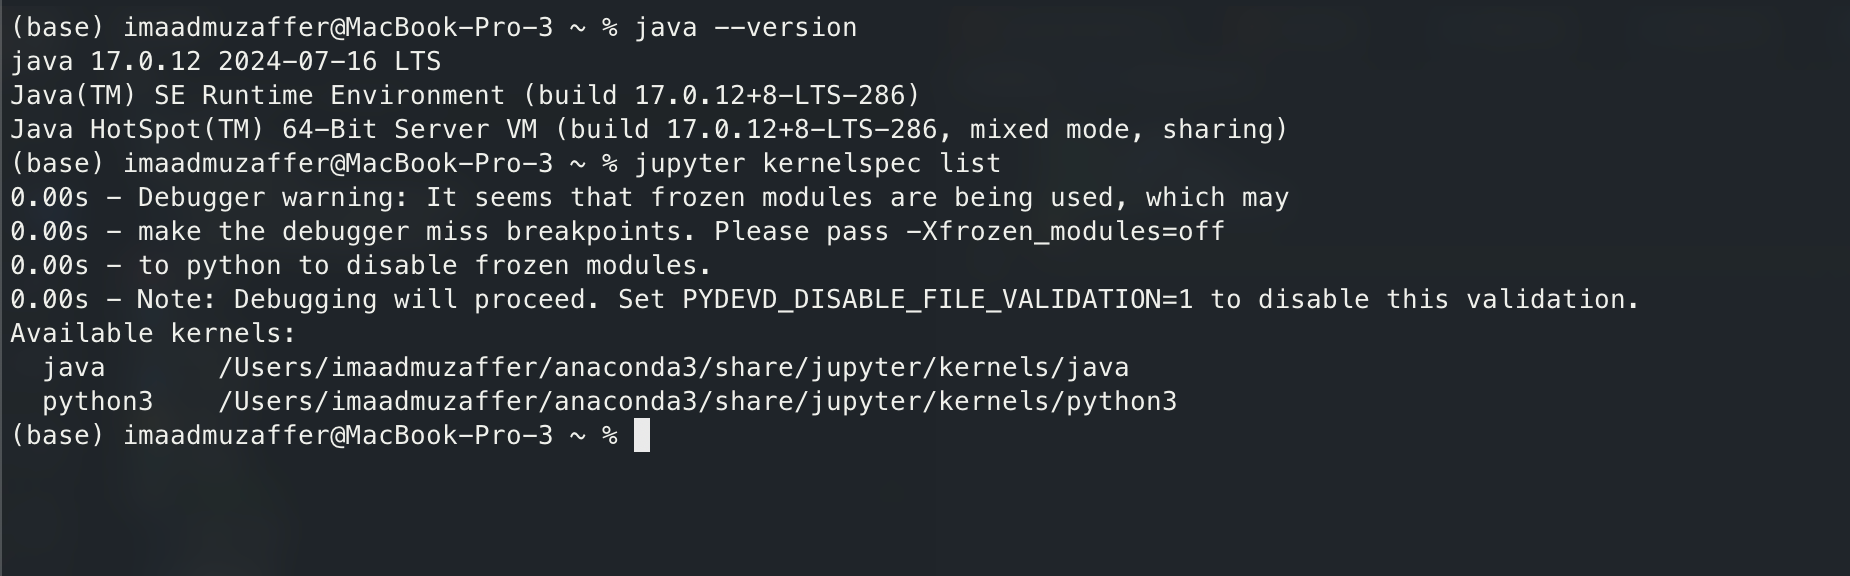 (base) imaadmuzaffer@MacBook-Pro-3 ~ % java --version
java 17.0.12 2024-07-16 LTS
Java(TM) SE Runtime Environment (build 17.0.12+8-LTS-286)
Java HotSpot(TM) 64-Bit Server VM (build 17.0.12+8-LTS-286, mixed mode, sharing)
(base) imaadmuzaffer@MacBook-Pro-3 ~ % jupyter kernelspec list
0.00s - Debugger warning: It seems that frozen modules are being used, which may
0.00s - make the debugger miss breakpoints. Please pass -Xfrozen_modules=off
0.00s - to python to disable frozen modules.
0.00s - Note: Debugging will proceed. Set PYDEVD_DISABLE_FILE_VALIDATION=1 to disable this validation.
Available kernels:
  java       /Users/imaadmuzaffer/anaconda3/share/jupyter/kernels/java
  python3    /Users/imaadmuzaffer/anaconda3/share/jupyter/kernels/python3
(base) imaadmuzaffer@MacBook-Pro-3 ~ %